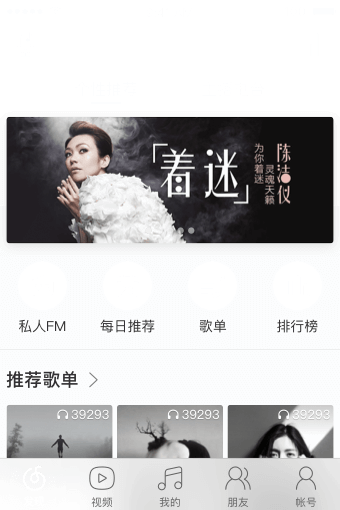 「着迷」
为你着迷
灵魂天籁
陈洁仪
私人FM
每日推荐
歌单
排行榜
推荐歌单
39293
39293
39293
视频
我的
朋友
帐号